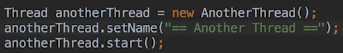 Thread anotherThread = new AnotherThread();
anotherThread.setName("== Another Thread ==");
anotherThread.start();